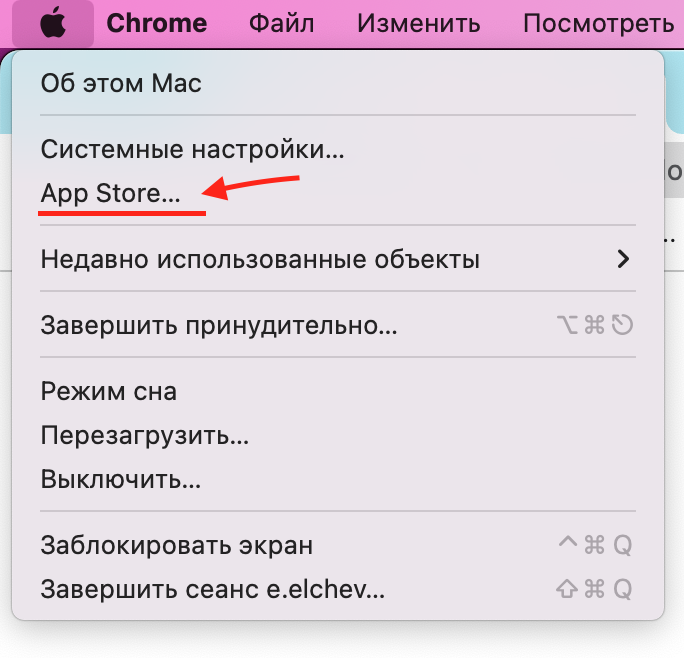 Chrome Файл Изменить Посмотреть
Об этом Mac
Системные настройки...
App Store...
Недавно использованные объекты
Завершить принудительно... ⌥⌘⎋
Режим сна
Перезагрузить...
Выключить...
Заблокировать экран ^⌘Q
Завершить сеанс e.elchev... ⇧⌘Q